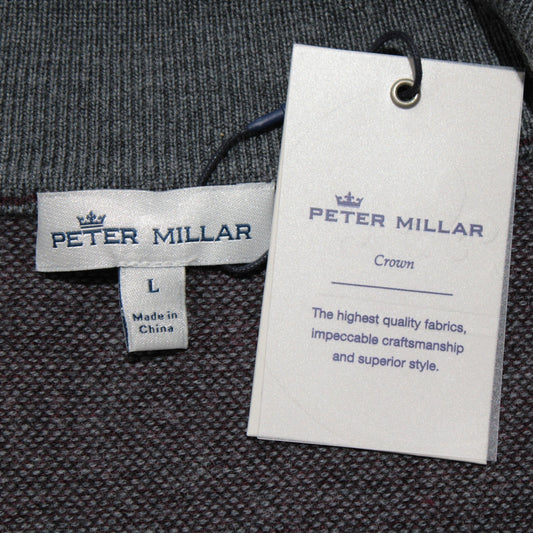 PETER MILLAR
L
Made in
China
PETER MILLAR
Crown
The highest quality fabrics,
impeccable craftsmanship
and superior style.